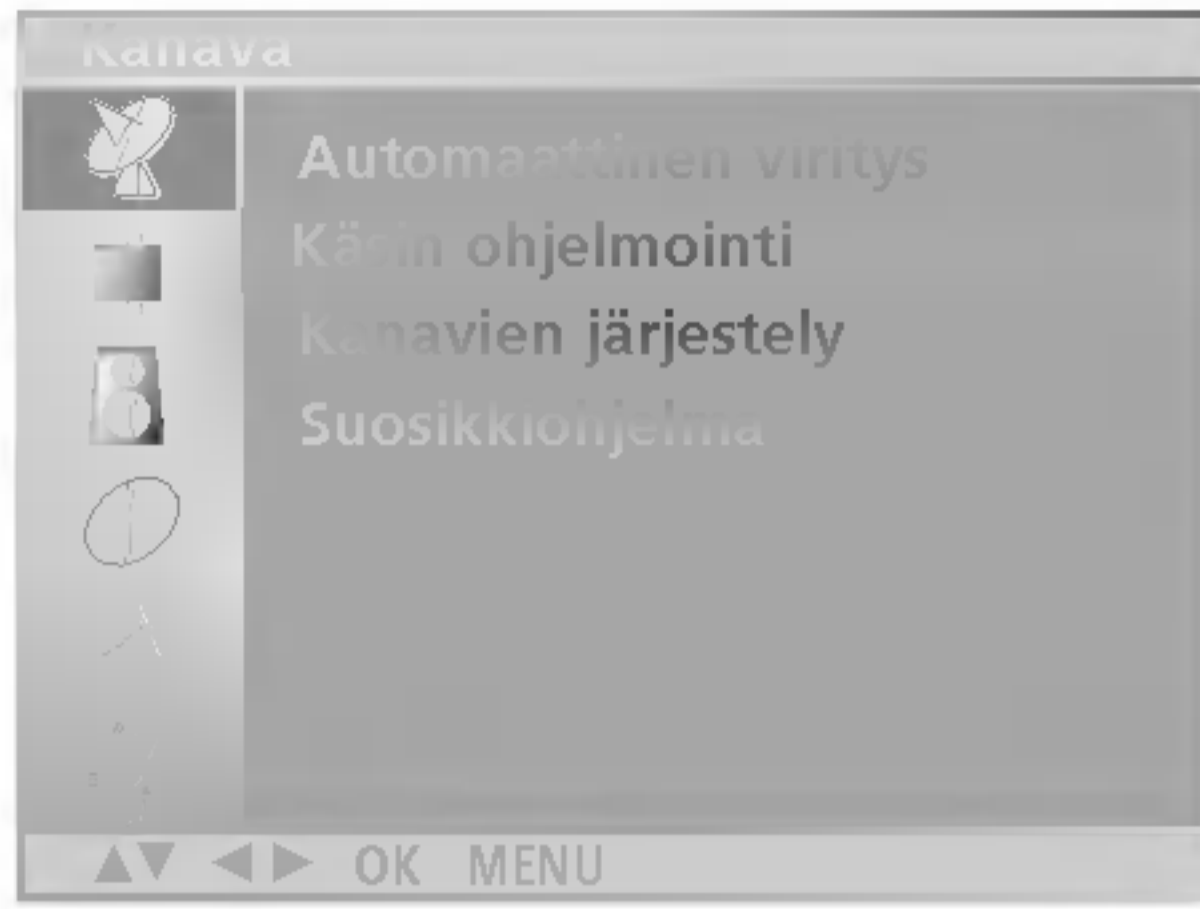 Kanava
Automaattinen viritys
Käsin ohjelmointi
Kanavien järjestely
Suosikkiohjelma
OK MENU